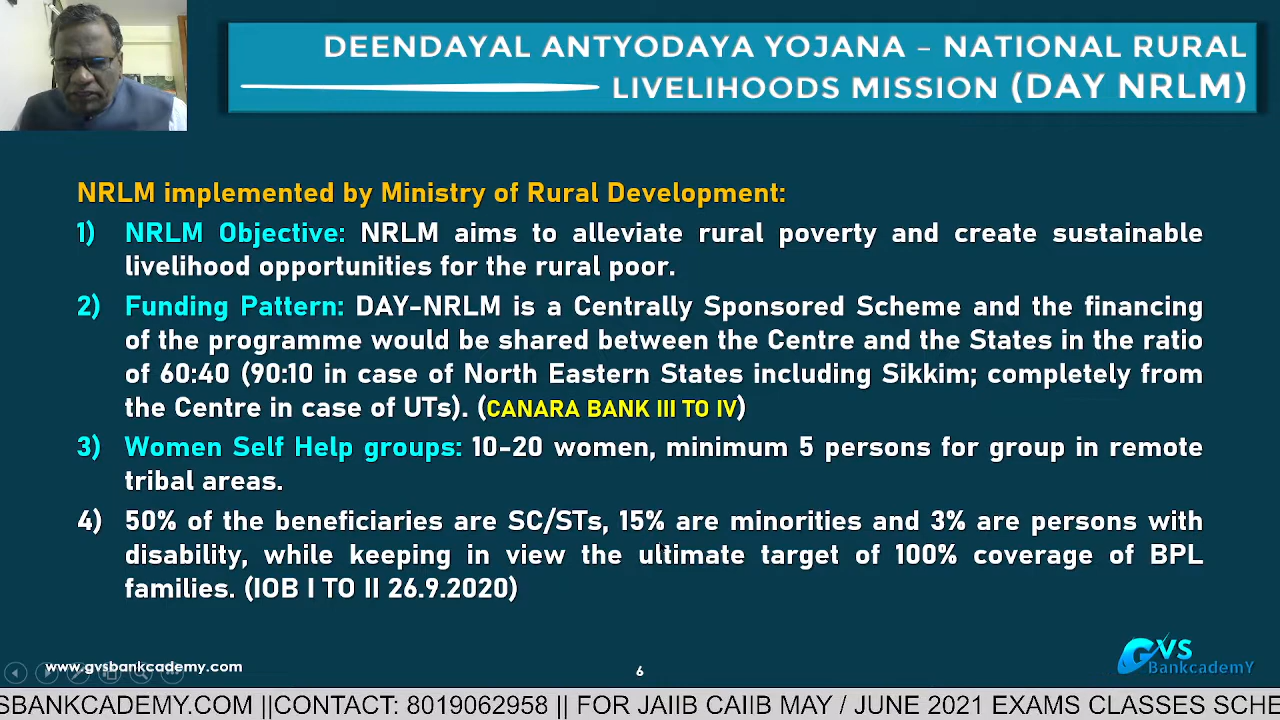 DEENDAYAL ANTYODAYA YOJANA – NATIONAL RURAL
LIVELIHOODS MISSION (DAY NRLM)
NRLM implemented by Ministry of Rural Development:
1) NRLM Objective: NRLM aims to alleviate rural poverty and create sustainable
livelihood opportunities for the rural poor.
2) Funding Pattern: DAY-NRLM is a Centrally Sponsored Scheme and the financing
of the programme would be shared between the Centre and the States in the ratio
of 60:40 (90:10 in case of North Eastern States including Sikkim; completely from
the Centre in case of UTs). (CANARA BANK III TO IV)
3) Women Self Help groups: 10-20 women, minimum 5 persons for group in remote
tribal areas.
4) 50% of the beneficiaries are SC/STs, 15% are minorities and 3% are persons with
disability, while keeping in view the ultimate target of 100% coverage of BPL
families. (IOB I TO II 26.9.2020)
www.gvsbankcademy.com
6
GVS
BankcademY
SBANKCADEMY.COM ||CONTACT: 8019062958 || FOR JAIIB CAIIB MAY / JUNE 2021 EXAMS CLASSES SCHE